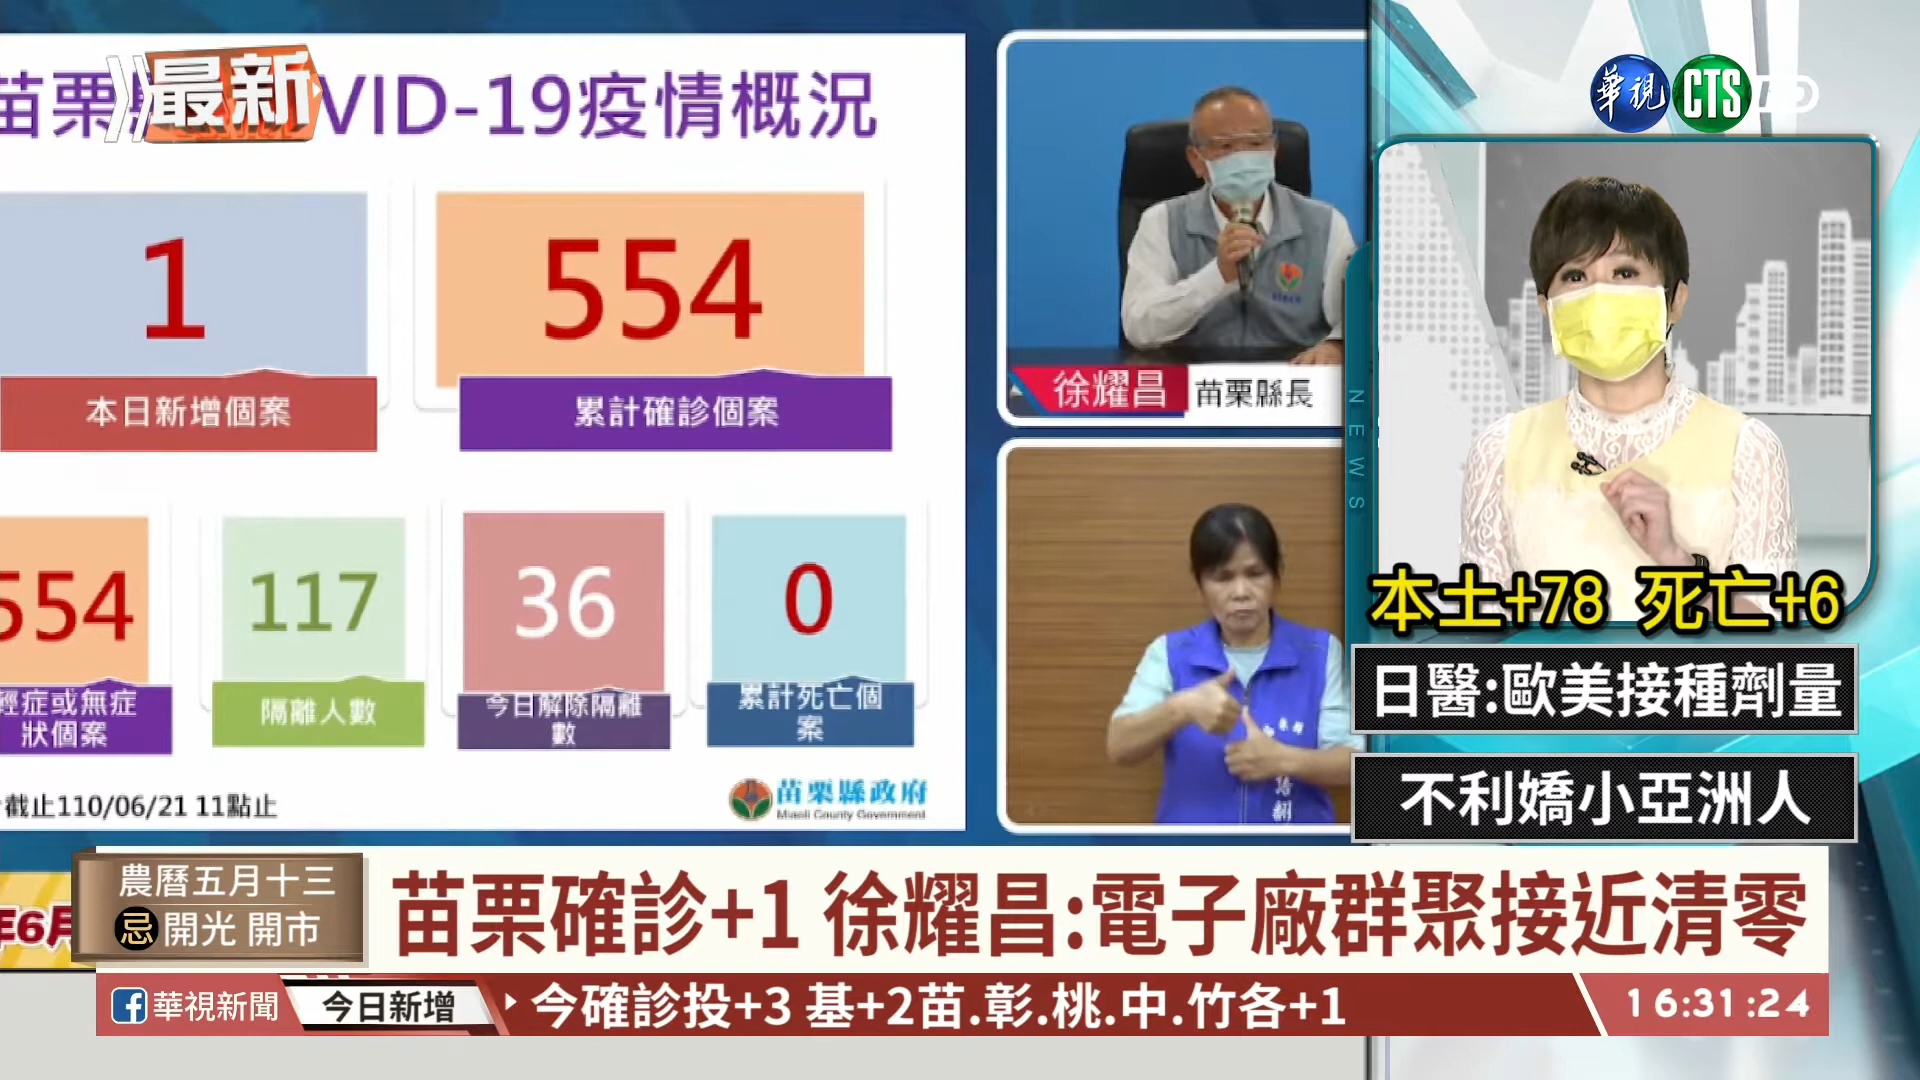 最新
苗栗 VID-19疫情概況
華視 CTS HD
1
本日新增個案
554
累計確診個案
554
輕症或無症
狀個案
117
隔離人數
36
今日解除隔離
數
0
累計死亡個
案
截止110/06/21 11點止
苗栗縣政府
Miaoli County Government
徐耀昌 苗栗縣長
NEWS
本土+78 死亡+6
日醫:歐美接種劑量
不利嬌小亞洲人
農曆五月十三
忌 開光 開市
年6月
苗栗確診+1 徐耀昌:電子廠群聚接近清零
華視新聞 今日新增 今確診投+3 基+2苗.彰.桃.中.竹各+1 16:31:24